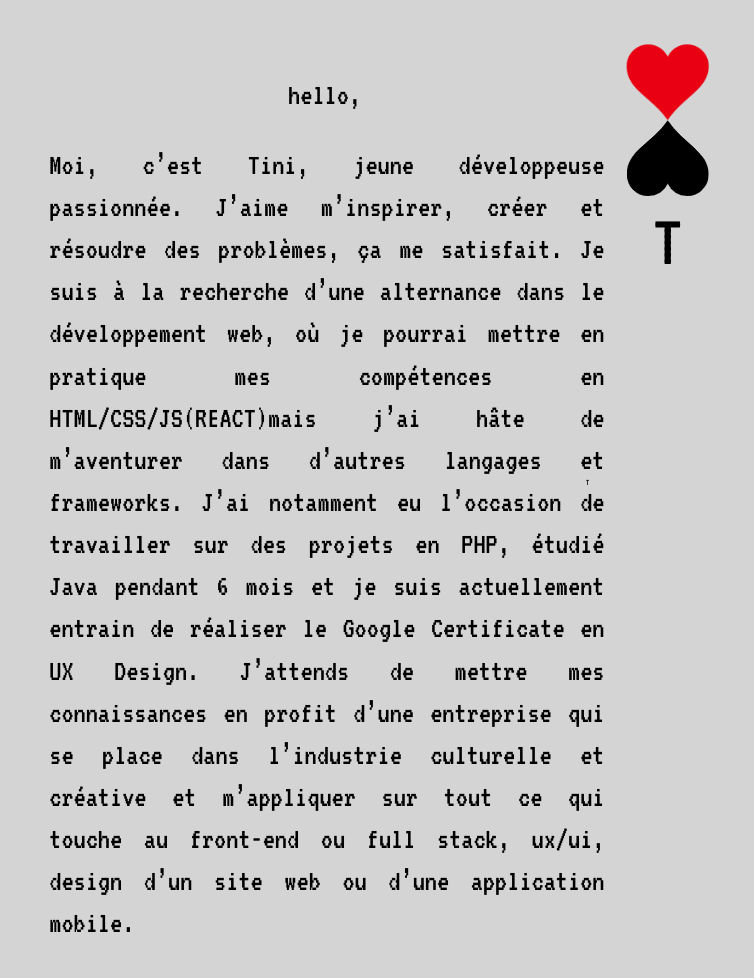 hello,
T
Moi, c'est Tini, jeune développeuse
passionnée. J'aime m'inspirer, créer et
résoudre des problèmes, ça me satisfait. Je
suis à la recherche d'une alternance dans le
développement web, où je pourrai mettre en
pratique mes compétences en
HTML/CSS/JS(REACT)mais j'ai hâte de
m'aventurer dans d'autres langages et
frameworks. J'ai notamment eu l'occasion de
travailler sur des projets en PHP, étudié
Java pendant 6 mois et je suis actuellement
entrain de réaliser le Google Certificate en
UX Design. J'attends de mettre mes
connaissances en profit d'une entreprise qui
se place dans l'industrie culturelle et
créative et m'appliquer sur tout ce qui
touche au front-end ou full stack, ux/ui,
design d'un site web ou d'une application
mobile.